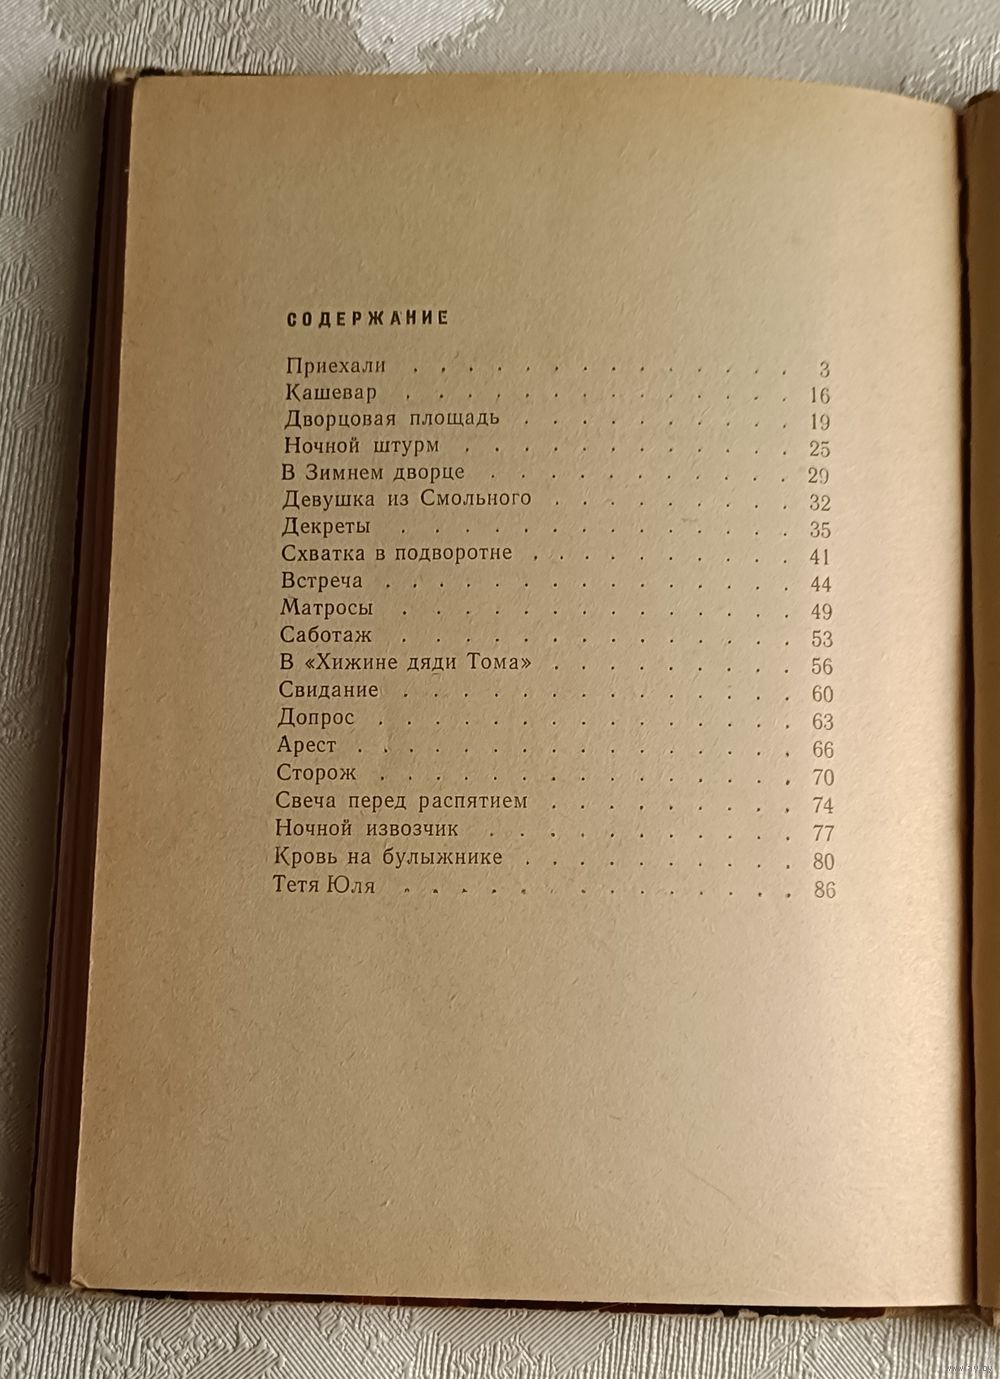 СОДЕРЖАНИЕ
Приехали . . . . . . . . . . . . . . 3
Кашевар . . . . . . . . . . . . . . 16
Дворцовая площадь . . . . . . . . . . 19
Ночной штурм . . . . . . . . . . . . 25
В Зимнем дворце . . . . . . . . . . . 29
Девушка из Смольного . . . . . . . . . 32
Декреты . . . . . . . . . . . . . . 35
Схватка в подворотне . . . . . . . . . . 41
Встреча . . . . . . . . . . . . . . . 44
Матросы . . . . . . . . . . . . . . 49
Саботаж . . . . . . . . . . . . . . 53
В «Хижине дяди Тома» . . . . . . . . . 56
Свидание . . . . . . . . . . . . . . 60
Допрос . . . . . . . . . . . . . . . 63
Арест . . . . . . . . . . . . . . . . 66
Сторож . . . . . . . . . . . . . . . 70
Свеча перед распятием . . . . . . . . . 74
Ночной извозчик . . . . . . . . . . . 77
Кровь на булыжнике . . . . . . . . . . 80
Тетя Юля . . . . . . . . . . . . . . 86